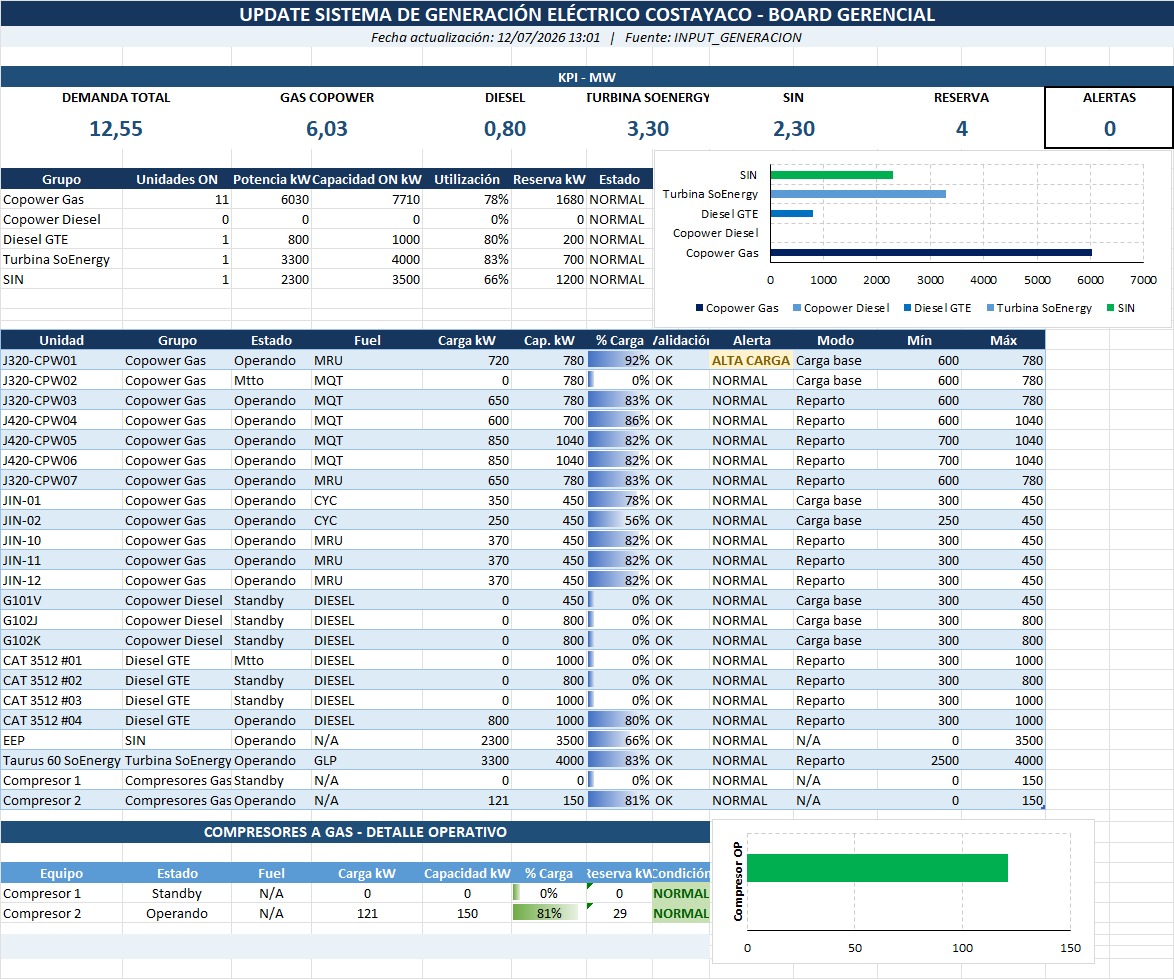 UPDATE SISTEMA DE GENERACIÓN ELÉCTRICO COSTAYACO - BOARD GERENCIAL
Fecha actualización: 12/07/2026 13:01 | Fuente: INPUT_GENERACION
KPI - MW
DEMANDA TOTAL GAS COPOWER DIESEL TURBINA SOENERGY SIN RESERVA ALERTAS
12,55 6,03 0,80 3,30 2,30 4 0
Grupo Unidades ON Potencia kW Capacidad ON kW Utilización Reserva kW Estado
Copower Gas 11 6030 7710 78% 1680 NORMAL
Copower Diesel 0 0 0 0% 0 NORMAL
Diesel GTE 1 800 1000 80% 200 NORMAL
Turbina SoEnergy 1 3300 4000 83% 700 NORMAL
SIN 1 2300 3500 66% 1200 NORMAL
SIN
Turbina SoEnergy
Diesel GTE
Copower Diesel
Copower Gas
0 1000 2000 3000 4000 5000 6000 7000
Copower Gas Copower Diesel Diesel GTE Turbina SoEnergy SIN
Unidad Grupo Estado Fuel Carga kW Cap. kW % Carga Validación Alerta Modo Mín Máx
J320-CPW01 Copower Gas Operando MRU 720 780 92% OK ALTA CARGA Carga base 600 780
J320-CPW02 Copower Gas Mtto MQT 0 780 0% OK NORMAL Carga base 600 780
J320-CPW03 Copower Gas Operando MQT 650 780 83% OK NORMAL Reparto 600 780
J420-CPW04 Copower Gas Operando MQT 600 700 86% OK NORMAL Reparto 600 1040
J420-CPW05 Copower Gas Operando MQT 850 1040 82% OK NORMAL Reparto 700 1040
J420-CPW06 Copower Gas Operando MQT 850 1040 82% OK NORMAL Reparto 700 1040
J320-CPW07 Copower Gas Operando MQT 650 780 83% OK NORMAL Reparto 600 780
JIN-01 Copower Gas Operando CYC 350 450 78% OK NORMAL Carga base 300 450
JIN-02 Copower Gas Operando CYC 250 450 56% OK NORMAL Carga base 250 450
JIN-10 Copower Gas Operando MRU 370 450 82% OK NORMAL Reparto 300 450
JIN-11 Copower Gas Operando MRU 370 450 82% OK NORMAL Reparto 300 450
JIN-12 Copower Gas Operando MRU 370 450 82% OK NORMAL Reparto 300 450
G101V Copower Diesel Standby DIESEL 0 450 0% OK NORMAL Carga base 300 450
G102J Copower Diesel Standby DIESEL 0 800 0% OK NORMAL Carga base 300 800
G102K Copower Diesel Standby DIESEL 0 800 0% OK NORMAL Carga base 300 800
CAT 3512 #01 Diesel GTE Mtto DIESEL 0 1000 0% OK NORMAL Reparto 300 1000
CAT 3512 #02 Diesel GTE Standby DIESEL 0 800 0% OK NORMAL Reparto 300 800
CAT 3512 #03 Diesel GTE Standby DIESEL 0 1000 0% OK NORMAL Reparto 300 1000
CAT 3512 #04 Diesel GTE Operando DIESEL 800 1000 80% OK NORMAL Reparto 300 1000
EEP SIN Operando N/A 2300 3500 66% OK NORMAL N/A 0 3500
Taurus 60 SoEnergy Turbina SoEnergy Operando GLP 3300 4000 83% OK NORMAL Reparto 2500 4000
Compresor 1 Compresores Gas Standby N/A 0 0 0% OK NORMAL N/A 0 150
Compresor 2 Compresores Gas Operando N/A 121 150 81% OK NORMAL N/A 0 150
COMPRESORES A GAS - DETALLE OPERATIVO
Equipo Estado Fuel Carga kW Capacidad kW % Carga Reserva kW Condición
Compresor 1 Standby N/A 0 0 0% 0 NORMAL
Compresor 2 Operando N/A 121 150 81% 29 NORMAL
Compresor OP
0 50 100 150